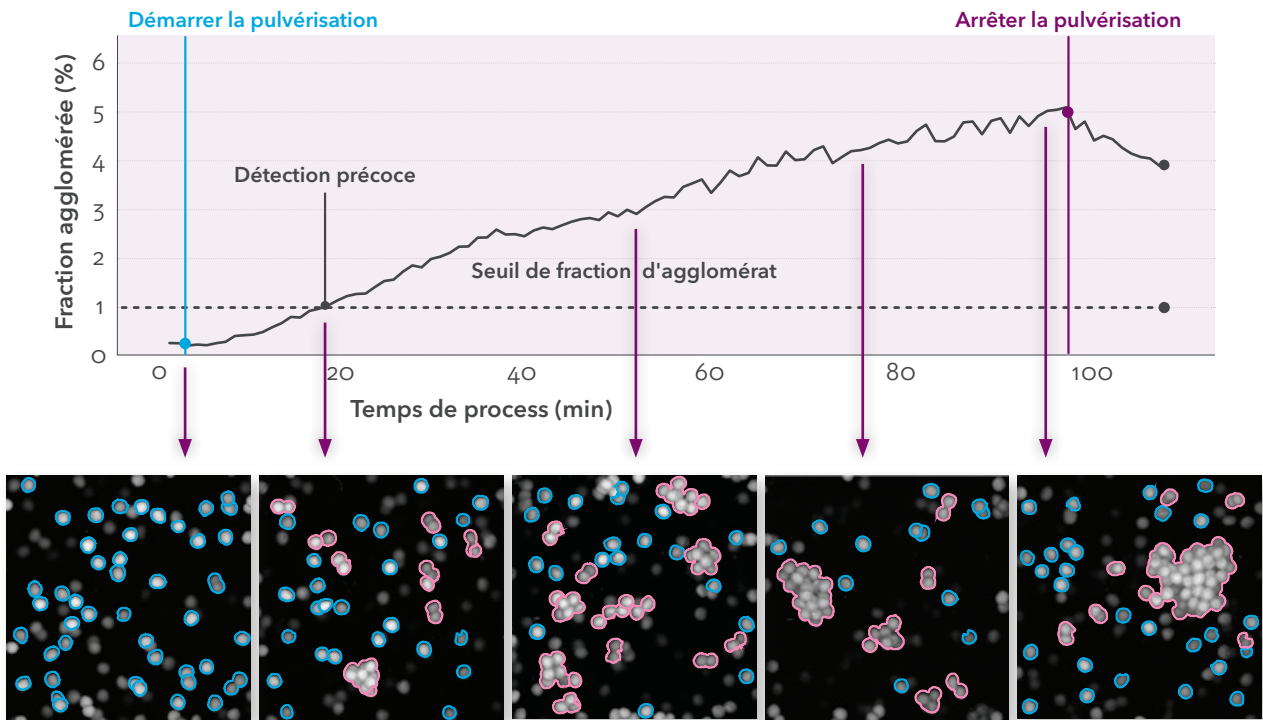 Démarrer la pulvérisation
Arrêter la pulvérisation
Fraction agglomérée (%)
6
5
4
3
2
1
0
Détection précoce
Seuil de fraction d'agglomérat
0 20 40 60 80 100
Temps de process (min)